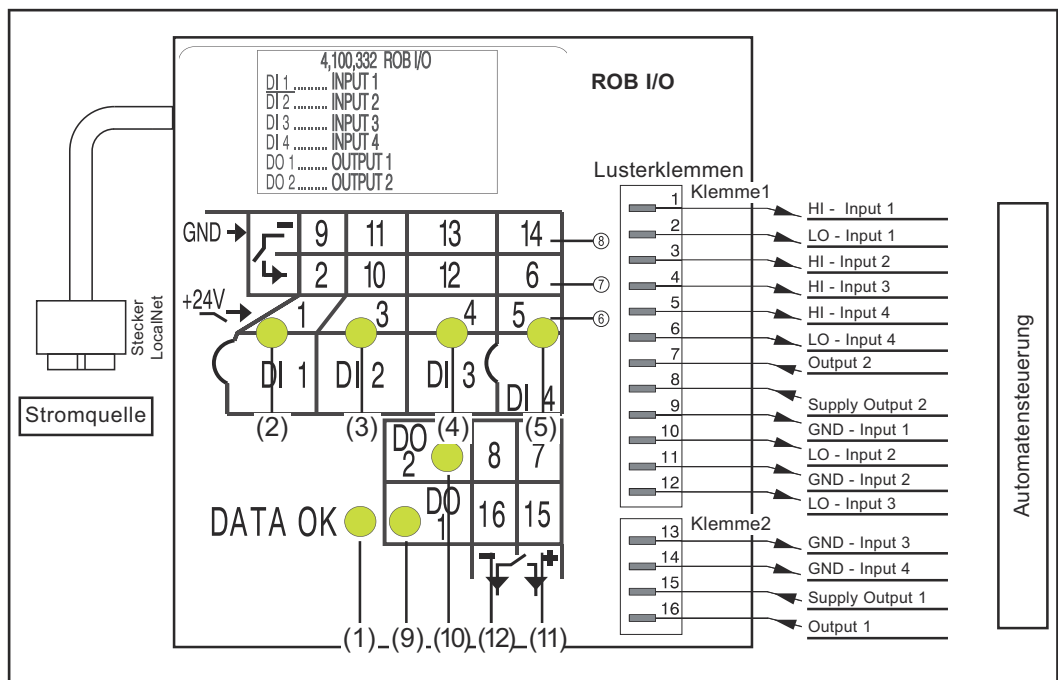 4,100,332 ROB I/O
DI 1 ......... INPUT 1
DI 2 ......... INPUT 2
DI 3 ......... INPUT 3
DI 4 ......... INPUT 4
DO 1 ......... OUTPUT 1
DO 2 ......... OUTPUT 2
ROB I/O
Stecker
LocalNet
Stromquelle
GND
9 11 13 14
2 10 12 6
+24V
1 3 4 5
DI 1 DI 2 DI 3 DI 4
8
7
6
(2) (3) (4) (5)
DO 2 8 7
DATA OK DO 1 16 15
- +
(1) (9) (10) (12) (11)
Lusterklemmen
Klemme1
1 HI - Input 1
2 LO - Input 1
3 HI - Input 2
4 HI - Input 3
5 HI - Input 4
6 LO - Input 4
7 Output 2
8 Supply Output 2
9 GND - Input 1
10 LO - Input 2
11 GND - Input 2
12 LO - Input 3
Klemme2
13 GND - Input 3
14 GND - Input 4
15 Supply Output 1
16 Output 1
Automatensteuerung